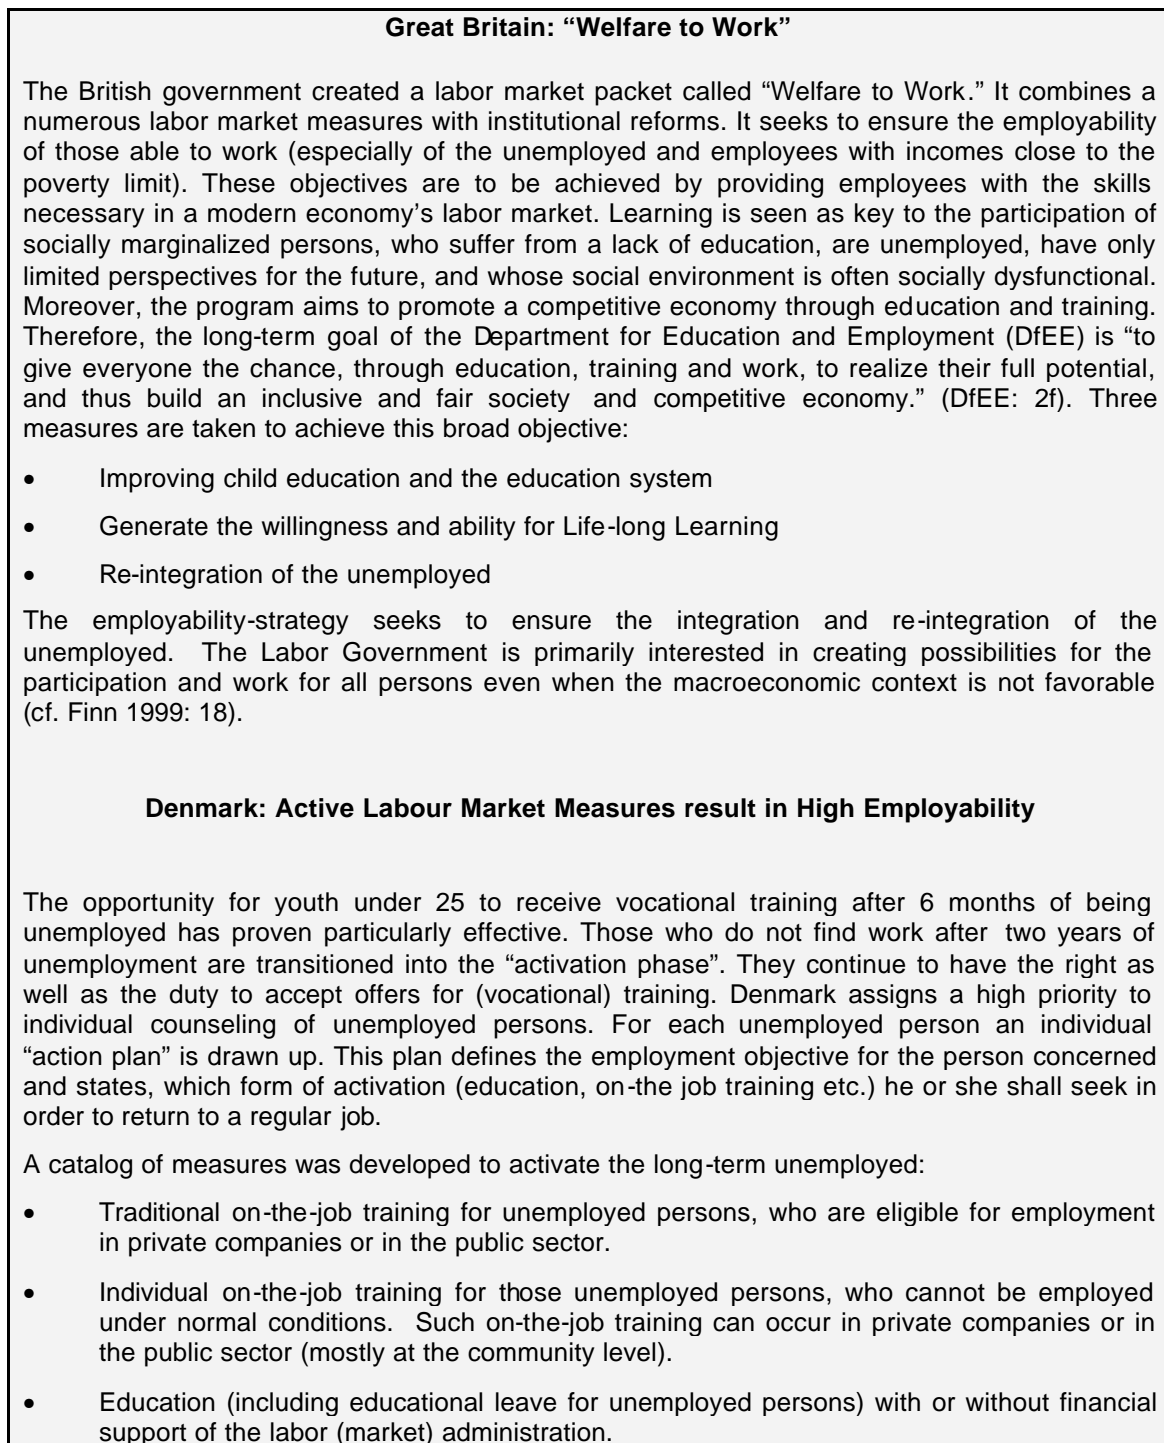 Great Britain: “Welfare to Work”
The British government created a labor market packet called “Welfare to Work.” It combines a
numerous labor market measures with institutional reforms. It seeks to ensure the employability
of those able to work (especially of the unemployed and employees with incomes close to the
poverty limit). These objectives are to be achieved by providing employees with the skills
necessary in a modern economy’s labor market. Learning is seen as key to the participation of
socially marginalized persons, who suffer from a lack of education, are unemployed, have only
limited perspectives for the future, and whose social environment is often socially dysfunctional.
Moreover, the program aims to promote a competitive economy through education and training.
Therefore, the long-term goal of the Department for Education and Employment (DfEE) is “to
give everyone the chance, through education, training and work, to realize their full potential,
and thus build an inclusive and fair society and competitive economy.” (DfEE: 2f). Three
measures are taken to achieve this broad objective:
• Improving child education and the education system
• Generate the willingness and ability for Life-long Learning
• Re-integration of the unemployed
The employability-strategy seeks to ensure the integration and re-integration of the
unemployed. The Labor Government is primarily interested in creating possibilities for the
participation and work for all persons even when the macroeconomic context is not favorable
(cf. Finn 1999: 18).
Denmark: Active Labour Market Measures result in High Employability
The opportunity for youth under 25 to receive vocational training after 6 months of being
unemployed has proven particularly effective. Those who do not find work after two years of
unemployment are transitioned into the “activation phase”. They continue to have the right as
well as the duty to accept offers for (vocational) training. Denmark assigns a high priority to
individual counseling of unemployed persons. For each unemployed person an individual
“action plan” is drawn up. This plan defines the employment objective for the person concerned
and states, which form of activation (education, on-the job training etc.) he or she shall seek in
order to return to a regular job.
A catalog of measures was developed to activate the long-term unemployed:
• Traditional on-the-job training for unemployed persons, who are eligible for employment
in private companies or in the public sector.
• Individual on-the-job training for those unemployed persons, who cannot be employed
under normal conditions. Such on-the-job training can occur in private companies or in
the public sector (mostly at the community level).
• Education (including educational leave for unemployed persons) with or without financial
support of the labor (market) administration.